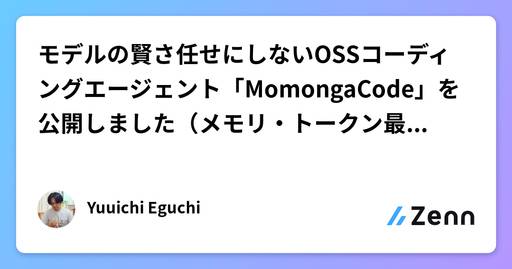 モデルの賢さ任せにしないOSSコーディ
ングエージェント「MomongaCode」を
公開しました（メモリ・トークン最...
Yuuichi Eguchi
Zenn